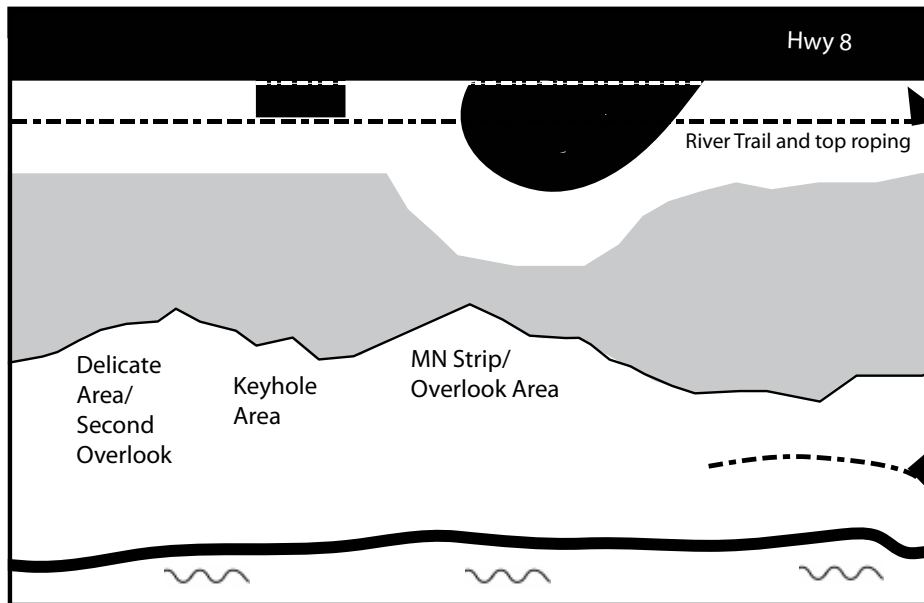 Hwy 8
River Trail and top roping
Delicate
Area/
Second
Overlook
Keyhole
Area
MN Strip/
Overlook Area